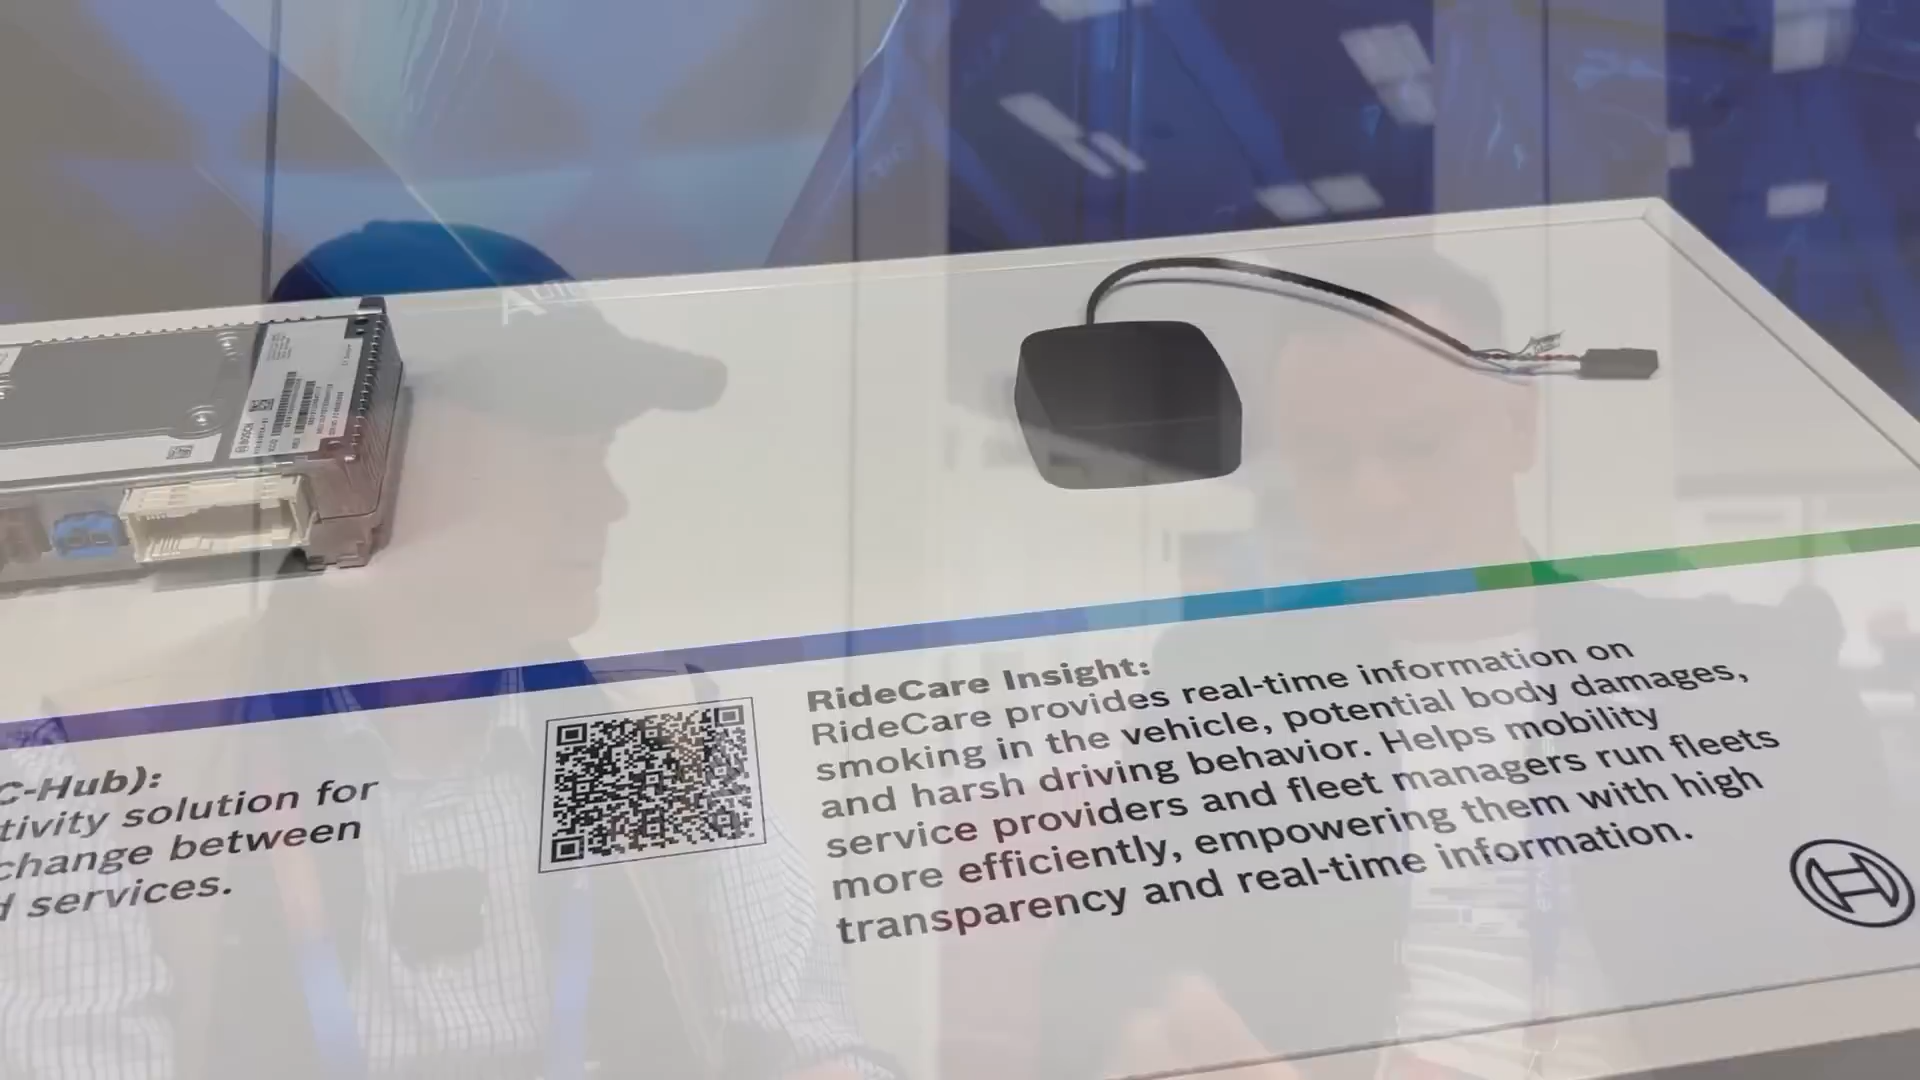 BOSCH
C-Hub):
tivity solution for
change between
d services.
RideCare Insight:
RideCare provides real-time information on
smoking in the vehicle, potential body damages,
and harsh driving behavior. Helps mobility
service providers and fleet managers run fleets
more efficiently, empowering them with high
transparency and real-time information.